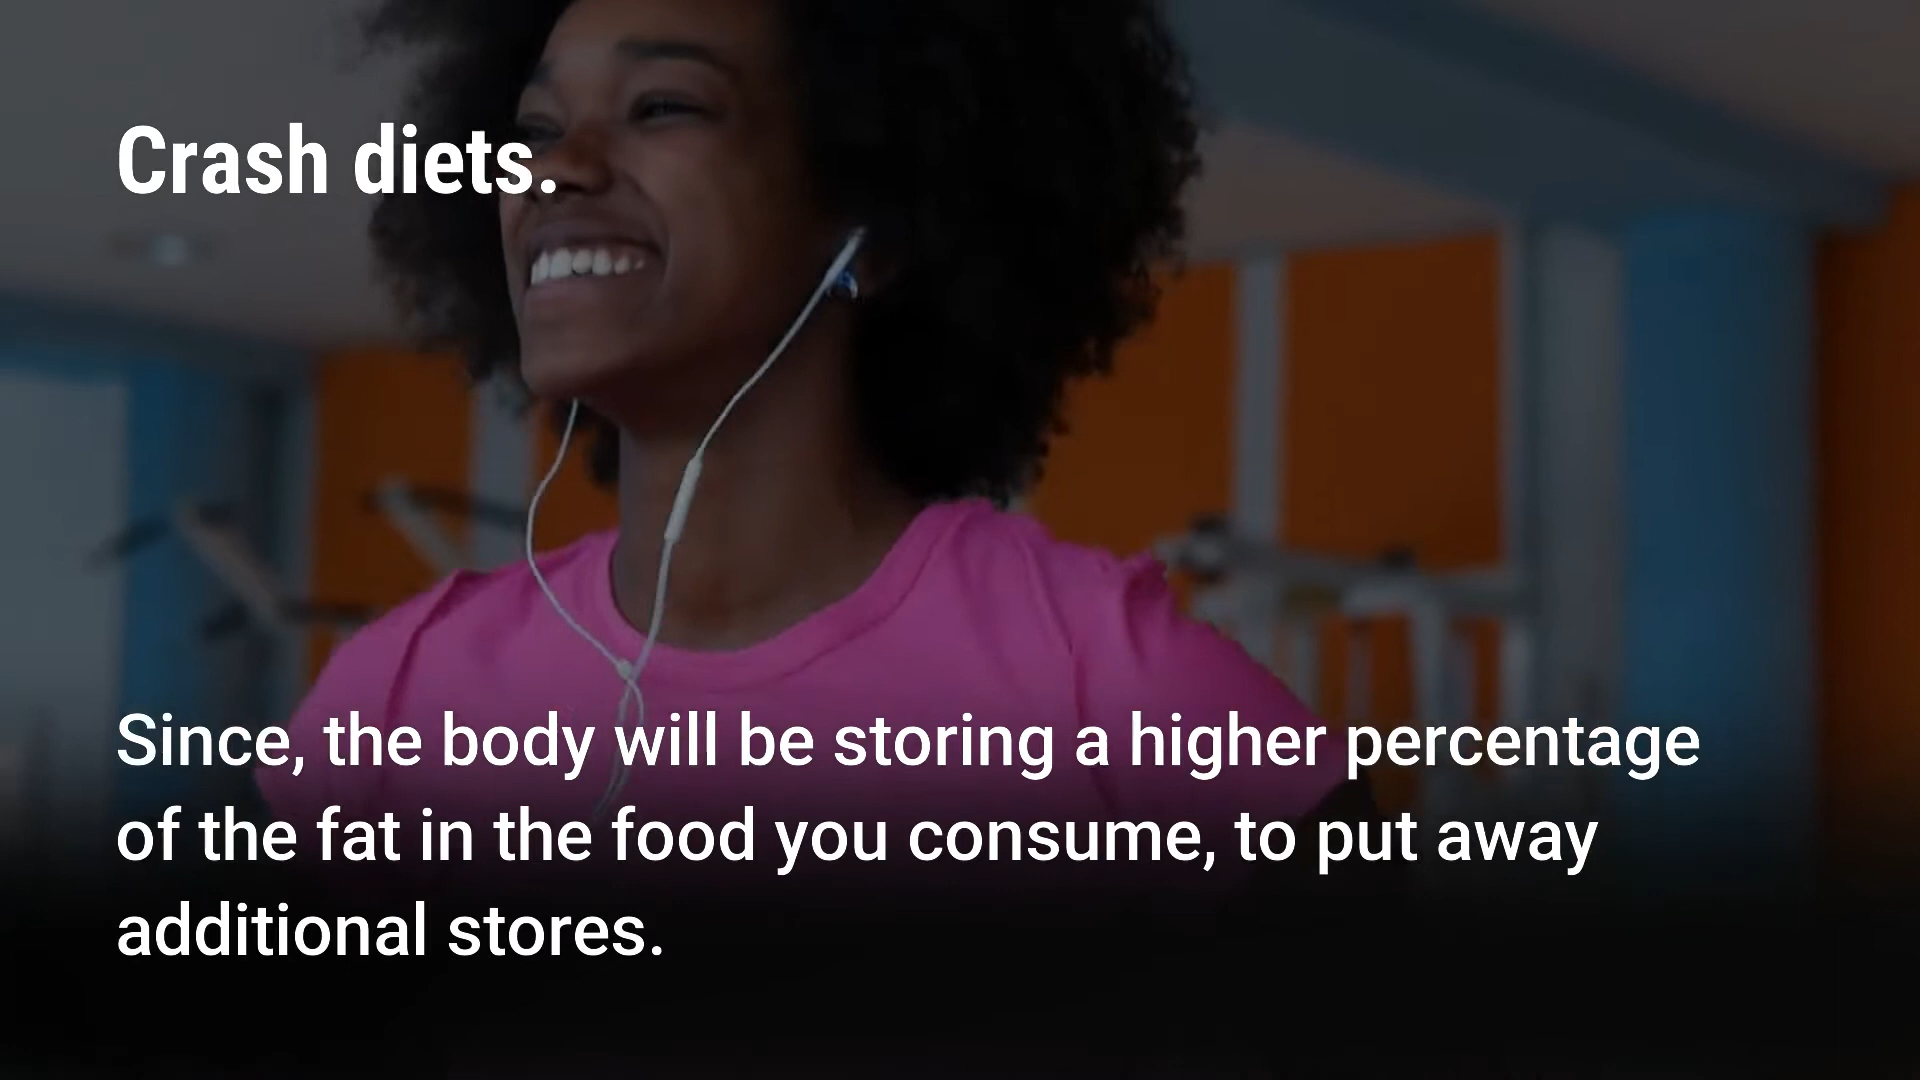 Crash diets.
Since, the body will be storing a higher percentage
of the fat in the food you consume, to put away
additional stores.